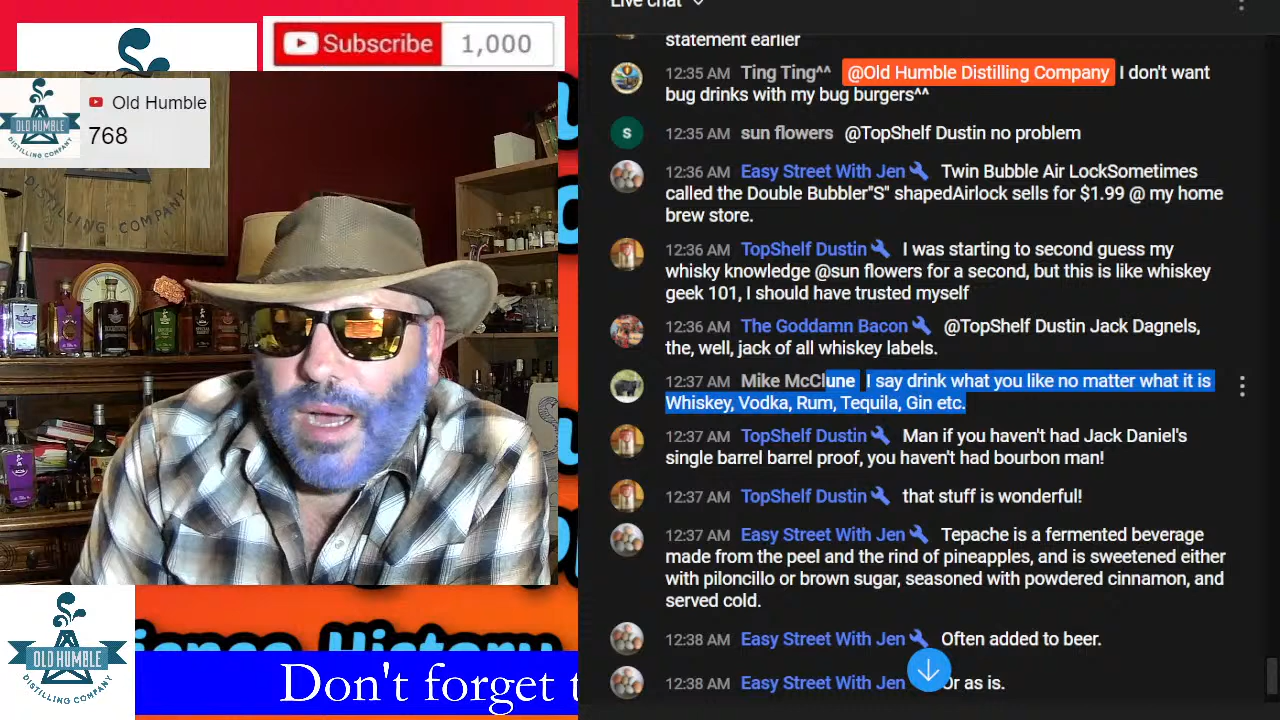 Subscribe 1,000
Old Humble
768
OLD HUMBLE
DISTILLING COMPANY
DISTILLING COMPANY
OLD HUMBLE
DISTILLING COMPANY
Don't forget t
Live chat
statement earlier
12:35 AM Ting Ting^^ @Old Humble Distilling Company I don't want
bug drinks with my bug burgers^^
S 12:35 AM sun flowers @TopShelf Dustin no problem
12:36 AM Easy Street With Jen Twin Bubble Air LockSometimes
called the Double Bubbler"S" shapedAirlock sells for $1.99 @ my home
brew store.
12:36 AM TopShelf Dustin I was starting to second guess my
whisky knowledge @sun flowers for a second, but this is like whiskey
geek 101, I should have trusted myself
12:36 AM The Goddamn Bacon @TopShelf Dustin Jack Dagnels,
the, well, jack of all whiskey labels.
12:37 AM Mike McClune I say drink what you like no matter what it is
Whiskey, Vodka, Rum, Tequila, Gin etc.
12:37 AM TopShelf Dustin Man if you haven't had Jack Daniel's
single barrel barrel proof, you haven't had bourbon man!
12:37 AM TopShelf Dustin that stuff is wonderful!
12:37 AM Easy Street With Jen Tepache is a fermented beverage
made from the peel and the rind of pineapples, and is sweetened either
with piloncillo or brown sugar, seasoned with powdered cinnamon, and
served cold.
12:38 AM Easy Street With Jen Often added to beer.
12:38 AM Easy Street With Jen Or as is.